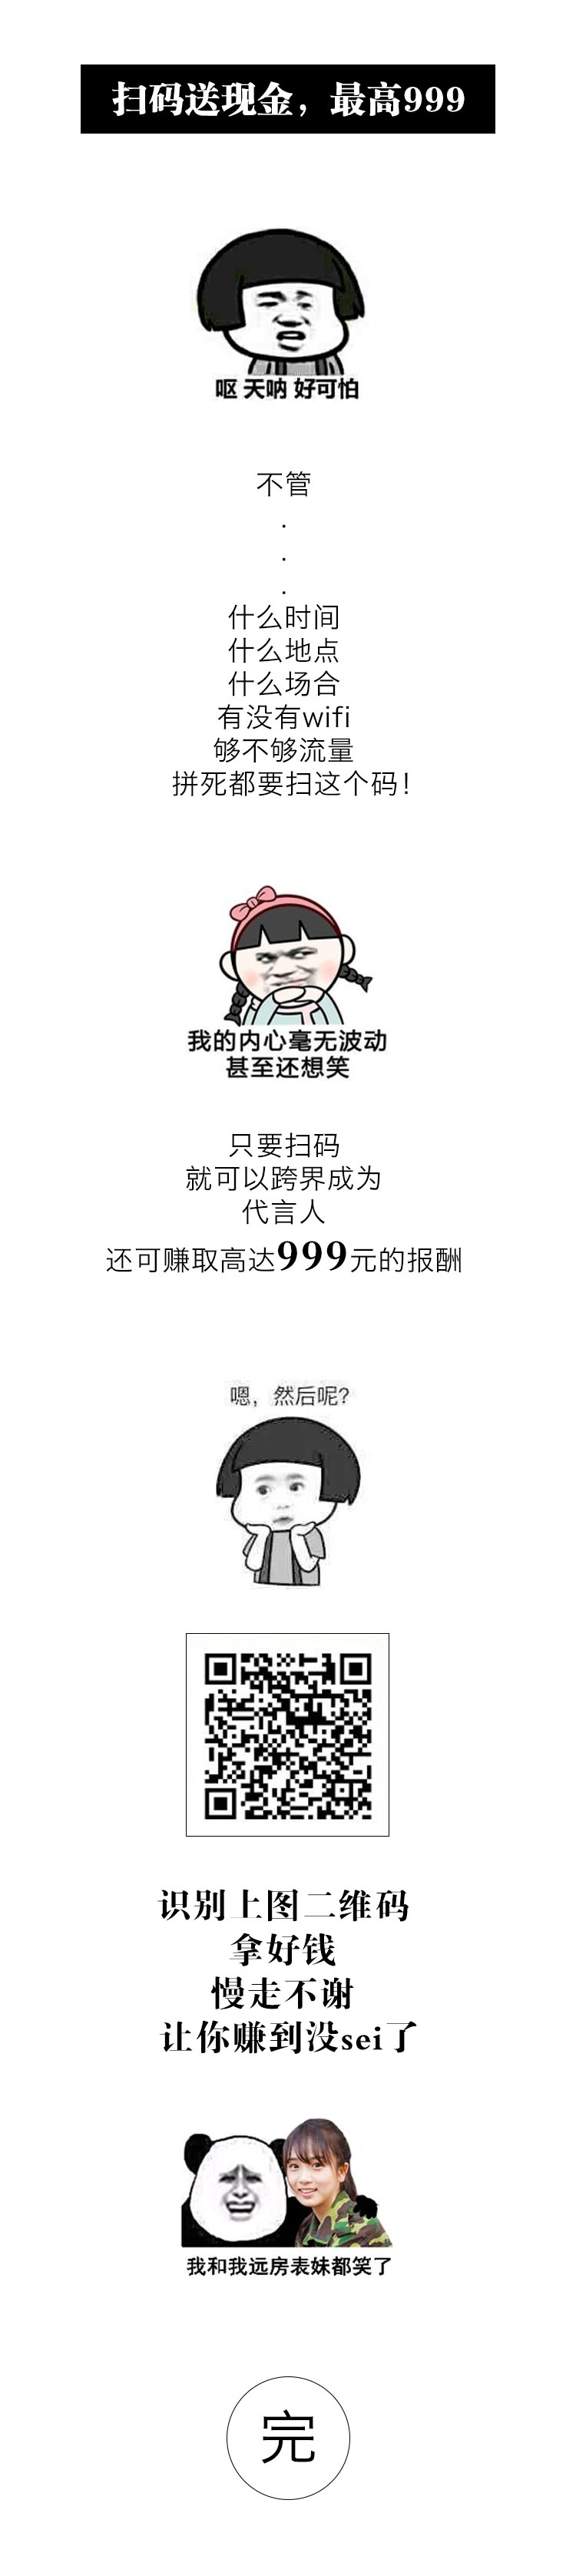 扫码送现金，最高999
呕 天呐 好可怕
不管
.
.
.
什么时间
什么地点
什么场合
有没有wifi
够不够流量
拼死都要扫这个码！
我的内心毫无波动
甚至还想笑
只要扫码
就可以跨界成为
代言人
还可赚取高达999元的报酬
嗯，然后呢？
识别上图二维码
拿好钱
慢走不谢
让你赚到没sei了
我和我远房表妹都笑了
完